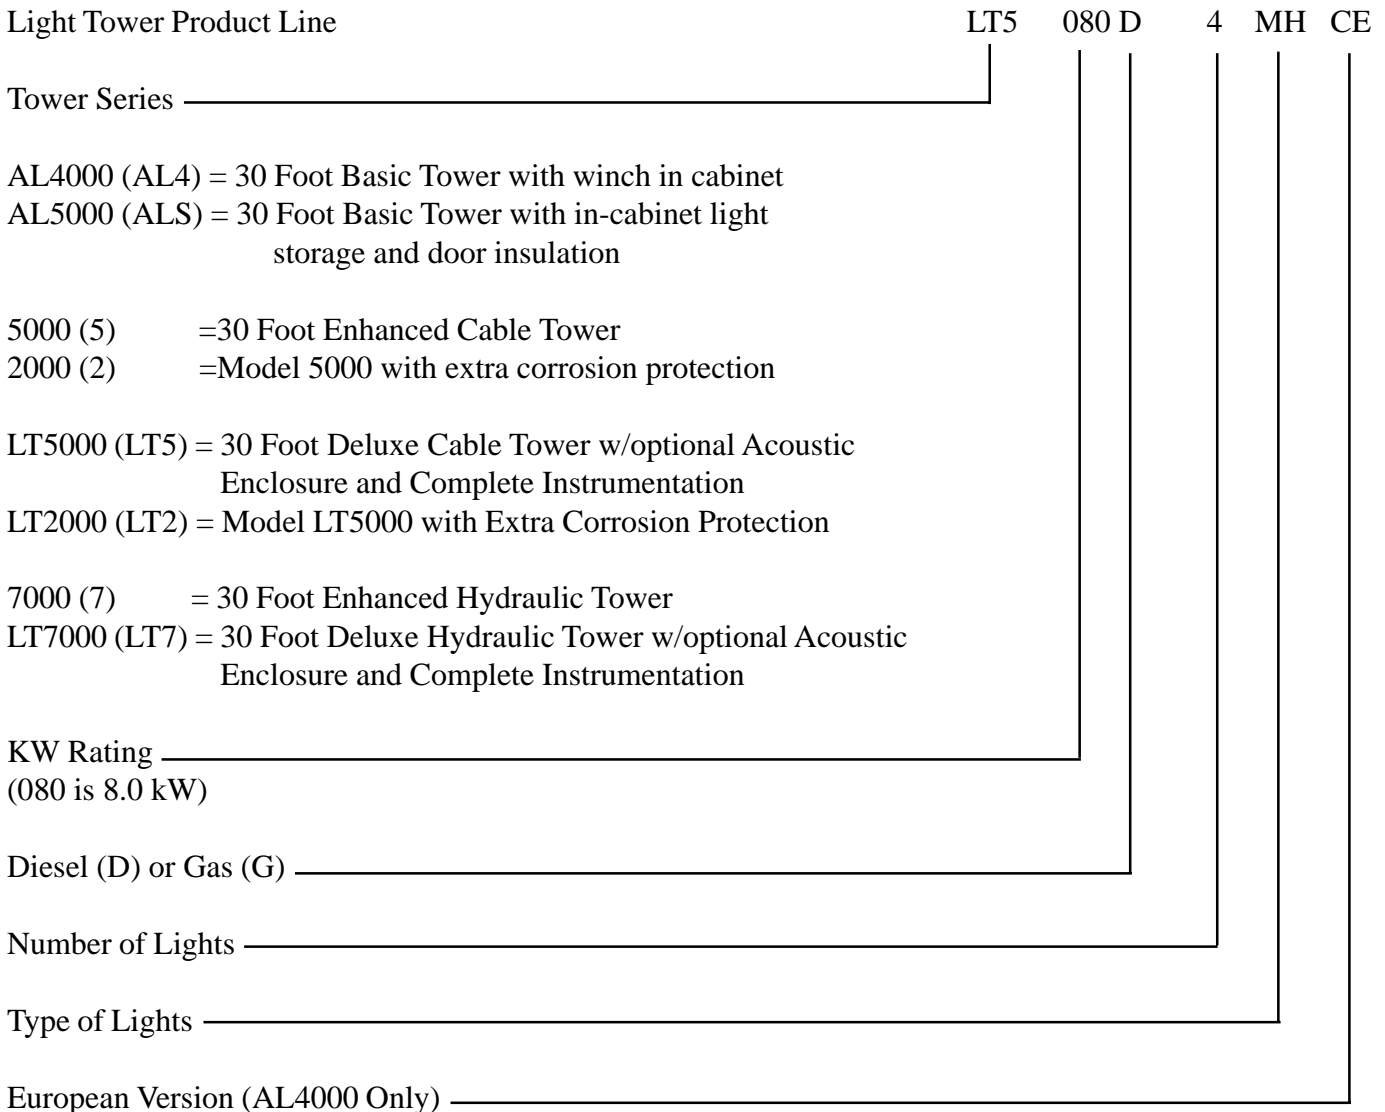 Light Tower Product Line LT5 080 D 4 MH CE
Tower Series
AL4000 (AL4) = 30 Foot Basic Tower with winch in cabinet
AL5000 (ALS) = 30 Foot Basic Tower with in-cabinet light
storage and door insulation
5000 (5) =30 Foot Enhanced Cable Tower
2000 (2) =Model 5000 with extra corrosion protection
LT5000 (LT5) = 30 Foot Deluxe Cable Tower w/optional Acoustic
Enclosure and Complete Instrumentation
LT2000 (LT2) = Model LT5000 with Extra Corrosion Protection
7000 (7) = 30 Foot Enhanced Hydraulic Tower
LT7000 (LT7) = 30 Foot Deluxe Hydraulic Tower w/optional Acoustic
Enclosure and Complete Instrumentation
KW Rating
(080 is 8.0 kW)
Diesel (D) or Gas (G)
Number of Lights
Type of Lights
European Version (AL4000 Only)